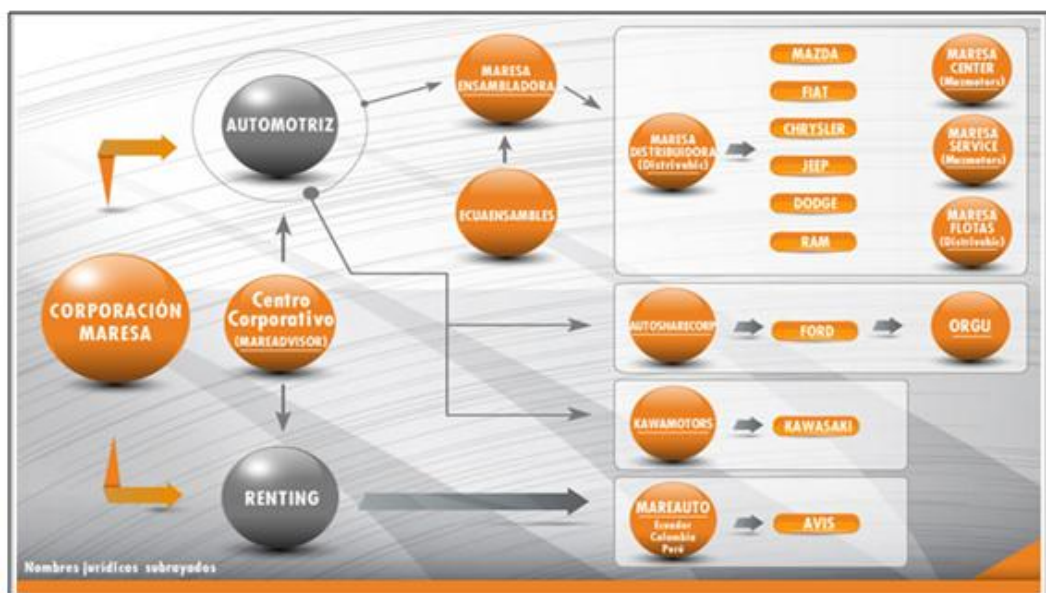 AUTOMOTRIZ
MARESA
ENSAMBLADORA
ECUAENSAMBLES
MARESA
DISTRIBUIDORA
(Distrivehic)
MAZDA
FIAT
CHRYSLER
JEEP
DODGE
RAM
MARESA
CENTER
(Mazmotors)
MARESA
SERVICE
(Mazmotors)
MARESA
FLOTAS
(Distrivehic)
CORPORACIÓN
MARESA
Centro
Corporativo
(MAREADVISOR)
AUTOSHARECORP
FORD
ORGU
KAWAMOTORS
KAWASAKI
RENTING
MAREAUTO
Ecuador
Colombia
Perú
AVIS
Nombres jurídicos subrayados